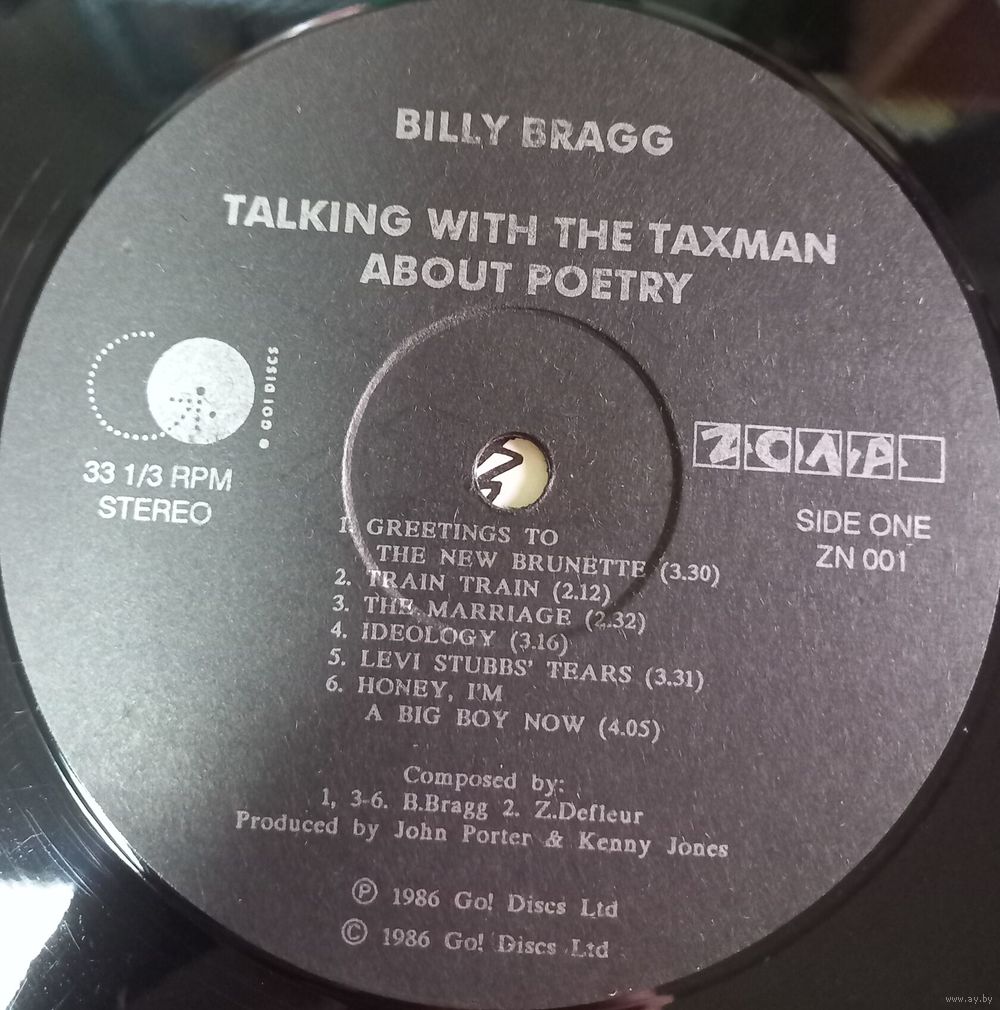 BILLY BRAGG
TALKING WITH THE TAXMAN
ABOUT POETRY
® GO! DISCS
33 1/3 RPM
STEREO
SIDE ONE
ZN 001
1. GREETINGS TO
THE NEW BRUNETTE (3.30)
2. TRAIN TRAIN (2.12)
3. THE MARRIAGE (2.32)
4. IDEOLOGY (3.16)
5. LEVI STUBBS' TEARS (3.31)
6. HONEY, I'M
A BIG BOY NOW (4.05)
Composed by:
1, 3-6. B.Bragg 2. Z.Defleur
Produced by John Porter & Kenny Jones
Ⓟ 1986 Go! Discs Ltd
© 1986 Go! Discs Ltd
www.ay.by